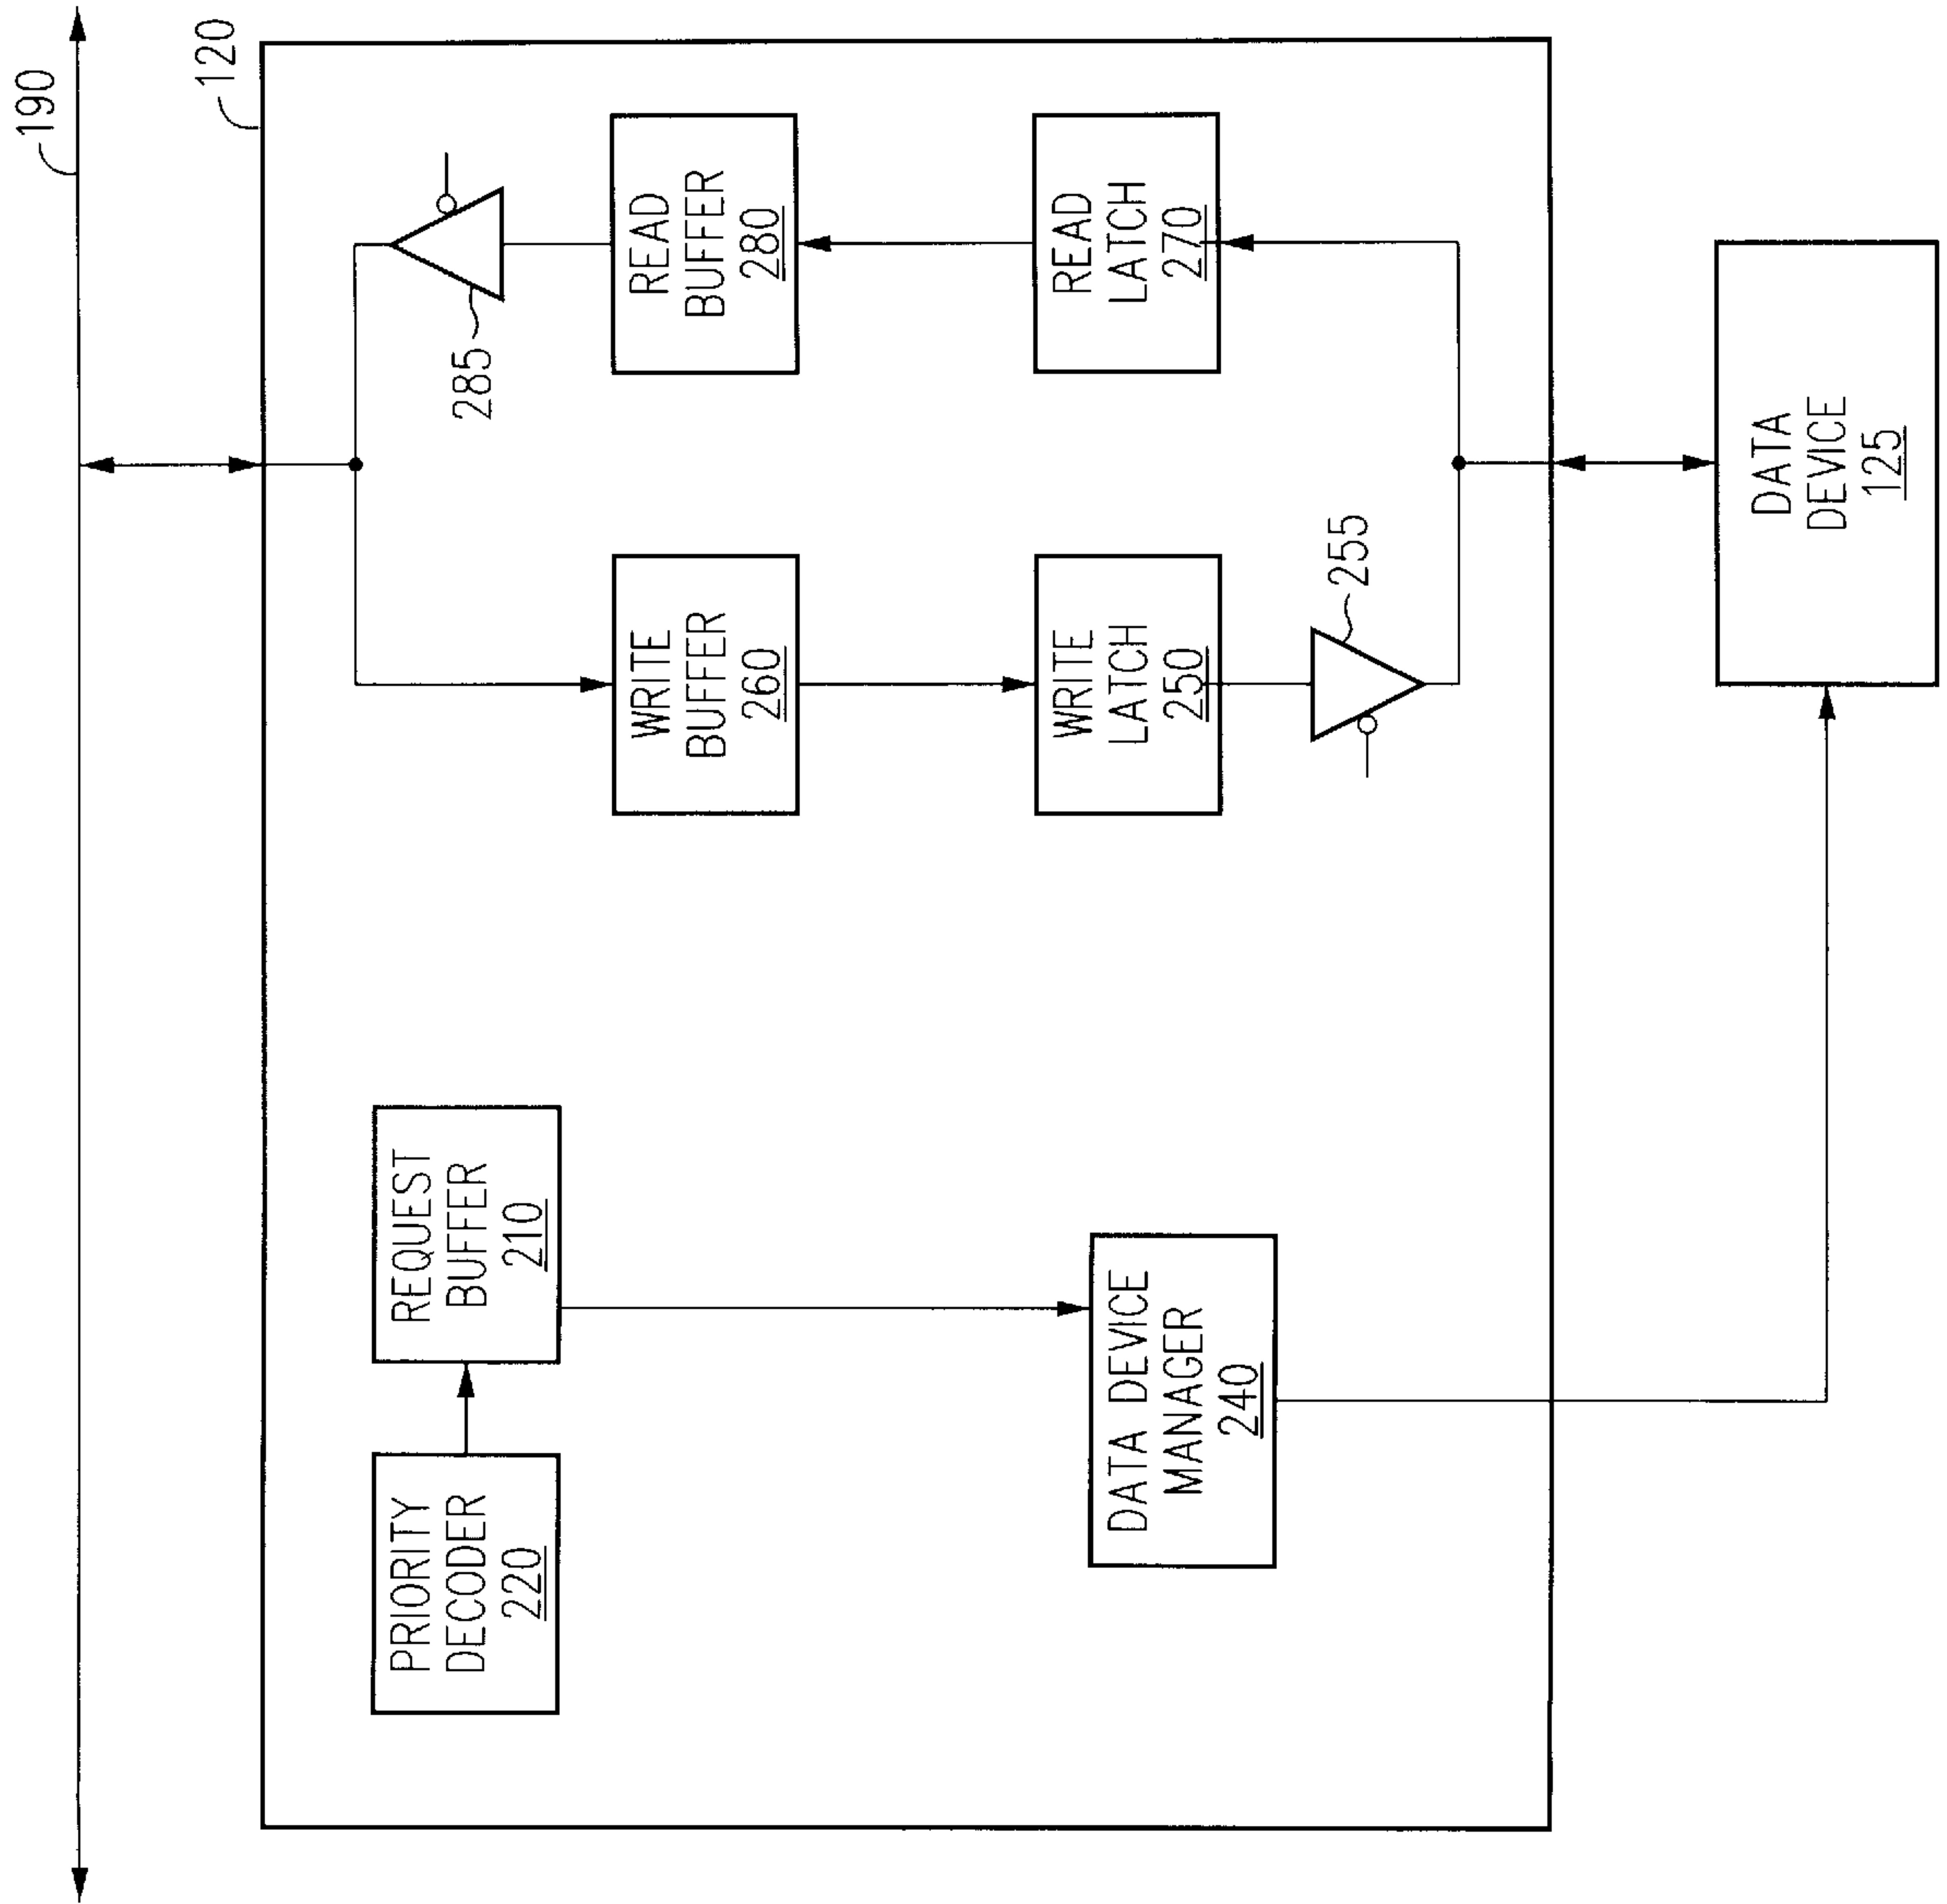 190
120
PRIORITY
DECODER
220
REQUEST
BUFFER
210
WRITE
BUFFER
260
READ
BUFFER
280
285
DATA DEVICE
MANAGER
240
WRITE
LATCH
250
READ
LATCH
270
255
DATA
DEVICE
125